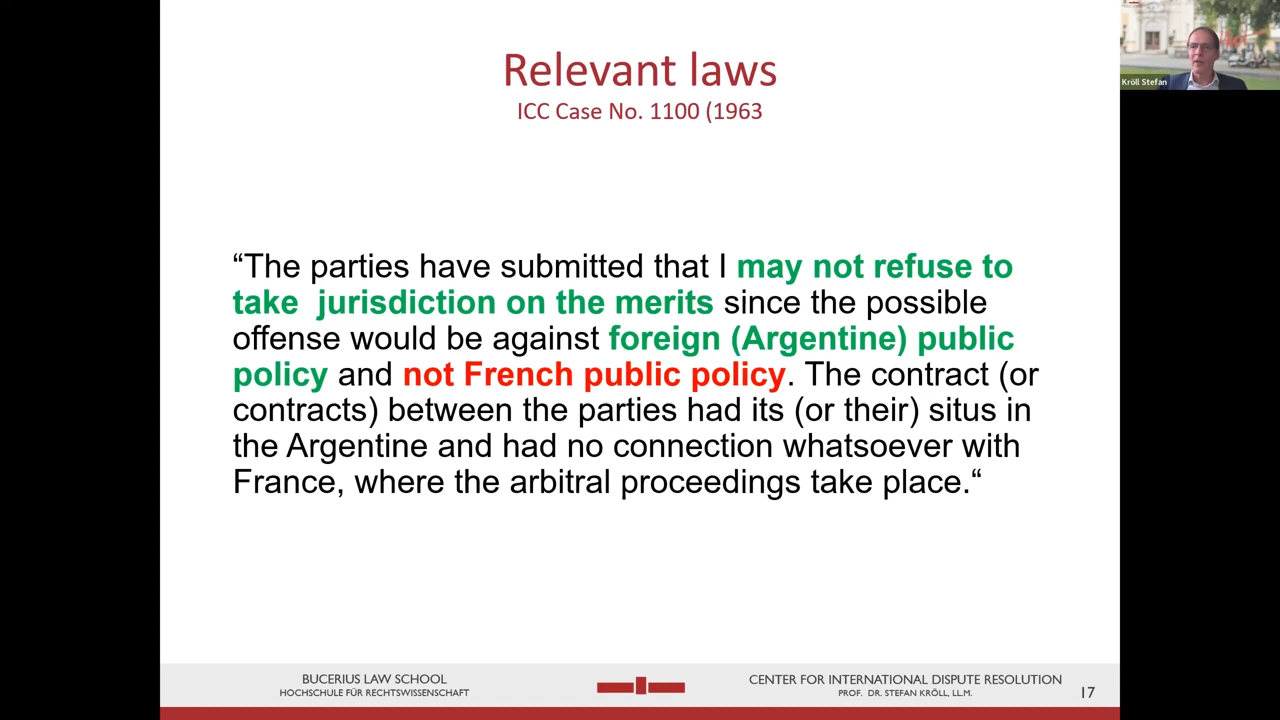 Relevant laws
ICC Case No. 1100 (1963
Kröll Stefan
“The parties have submitted that I may not refuse to
take  jurisdiction on the merits since the possible
offense would be against foreign (Argentine) public
policy and not French public policy. The contract (or
contracts) between the parties had its (or their) situs in
the Argentine and had no connection whatsoever with
France, where the arbitral proceedings take place.“
BUCERIUS LAW SCHOOL
HOCHSCHULE FÜR RECHTSWISSENSCHAFT
CENTER FOR INTERNATIONAL DISPUTE RESOLUTION
PROF. DR. STEFAN KRÖLL, LL.M.
17